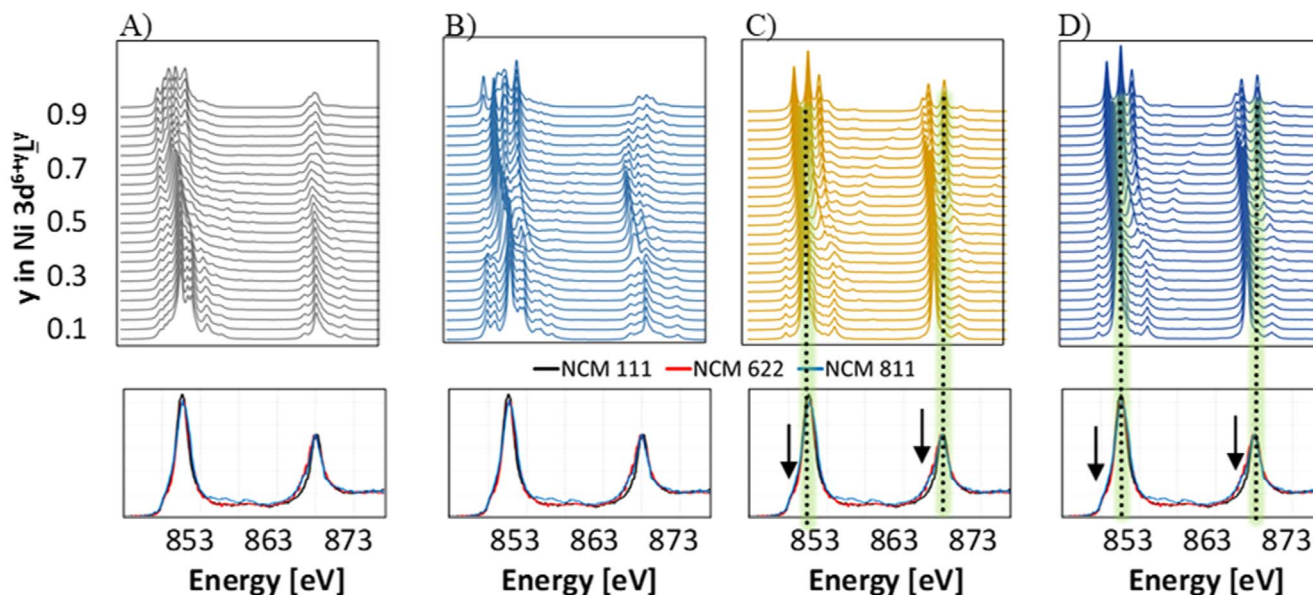 A) B) C) D)
y in Ni 3d⁶⁺ʸL̲ʸ
0.9
0.7
0.5
0.3
0.1
NCM 111 NCM 622 NCM 811
853 863 873 853 863 873 853 863 873 853 863 873
Energy [eV] Energy [eV] Energy [eV] Energy [eV]